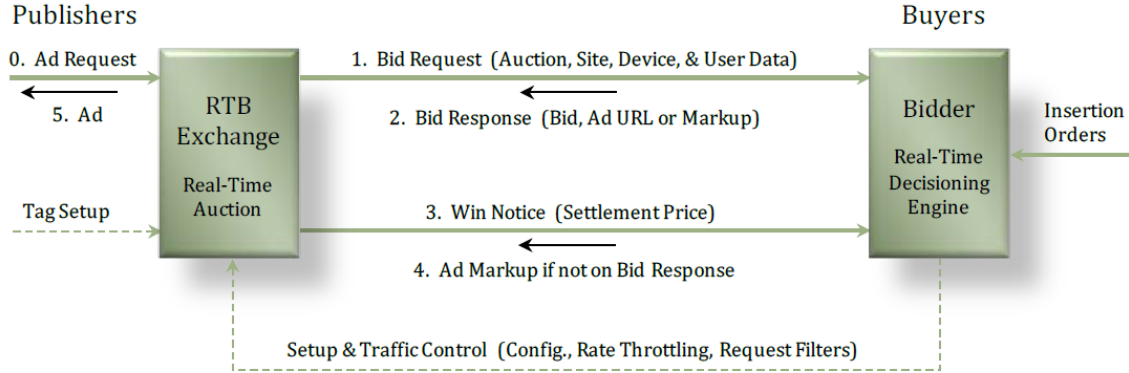 Publishers
Buyers
0. Ad Request
5. Ad
RTB
Exchange
Real-Time
Auction
Tag Setup
1. Bid Request (Auction, Site, Device, & User Data)
2. Bid Response (Bid, Ad URL or Markup)
3. Win Notice (Settlement Price)
4. Ad Markup if not on Bid Response
Bidder
Real-Time
Decisioning
Engine
Insertion
Orders
Setup & Traffic Control (Config., Rate Throttling, Request Filters)